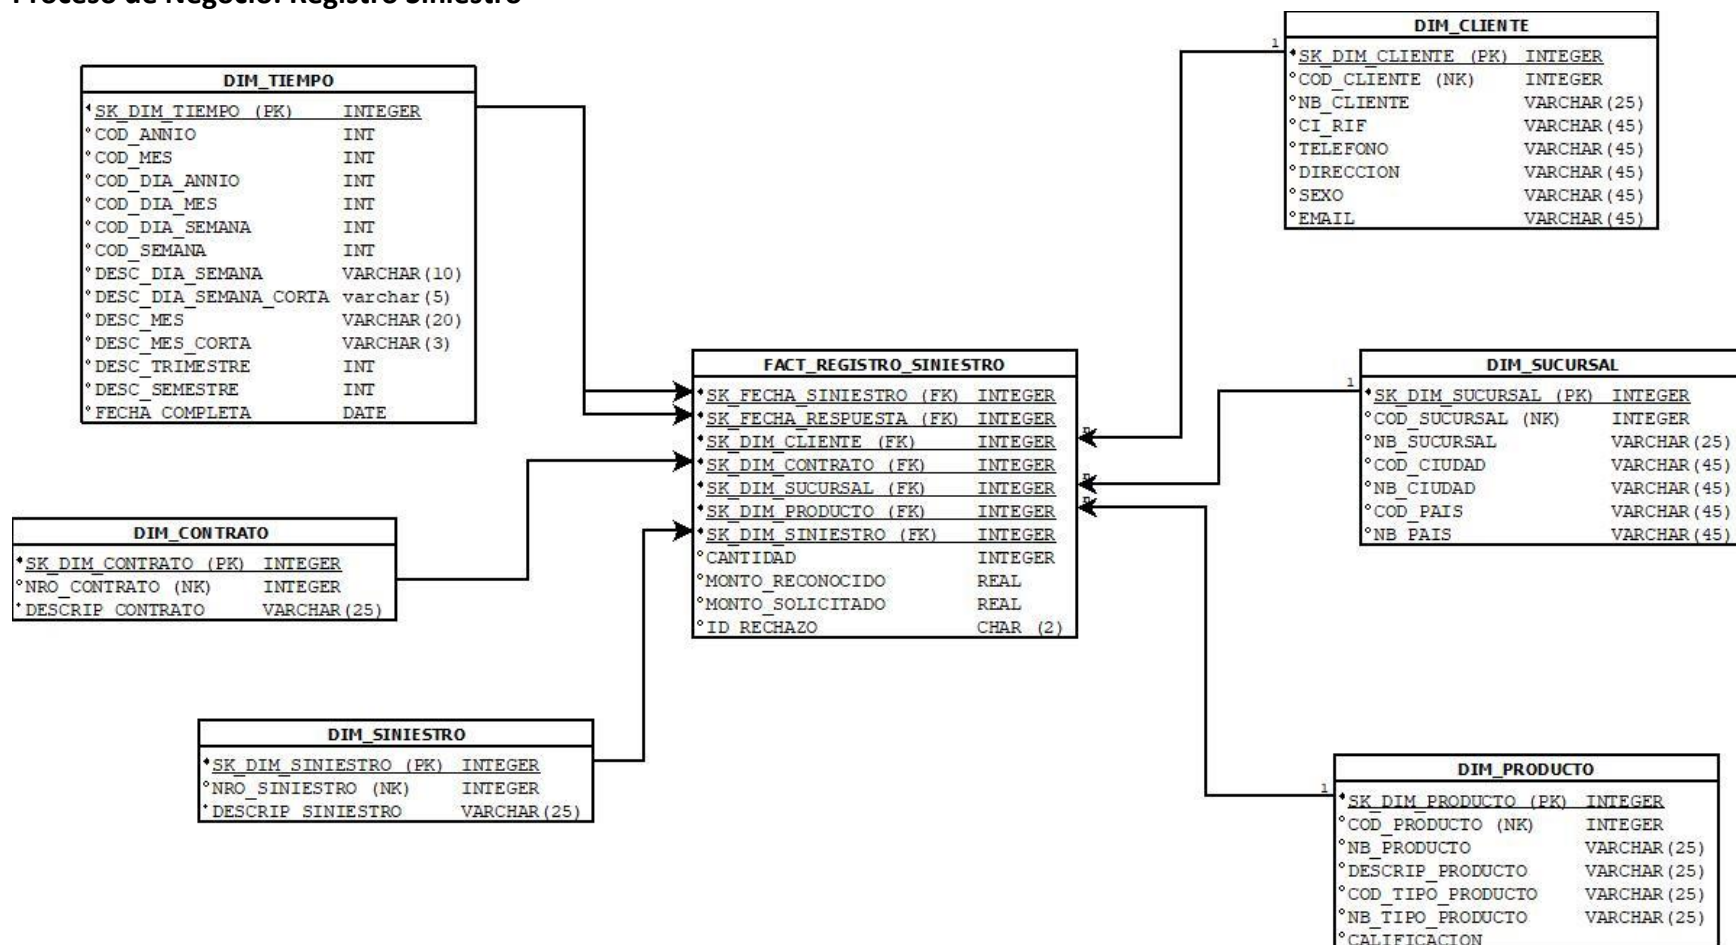 Proceso de Negocio: Registro Siniestro
DIM_TIEMPO
SK_DIM_TIEMPO (PK) INTEGER
COD_ANNIO INT
COD_MES INT
COD_DIA_ANNIO INT
COD_DIA_MES INT
COD_DIA_SEMANA INT
COD_SEMANA INT
DESC_DIA_SEMANA VARCHAR(10)
DESC_DIA_SEMANA_CORTA varchar(5)
DESC_MES VARCHAR(20)
DESC_MES_CORTA VARCHAR(3)
DESC_TRIMESTRE INT
DESC_SEMESTRE INT
FECHA_COMPLETA DATE
DIM_CLIENTE
1
SK_DIM_CLIENTE (PK) INTEGER
COD_CLIENTE (NK) INTEGER
NB_CLIENTE VARCHAR(25)
CI_RIF VARCHAR(45)
TELEFONO VARCHAR(45)
DIRECCION VARCHAR(45)
SEXO VARCHAR(45)
EMAIL VARCHAR(45)
FACT_REGISTRO_SINIESTRO
SK_FECHA_SINIESTRO (FK) INTEGER
SK_FECHA_RESPUESTA (FK) INTEGER
SK_DIM_CLIENTE (FK) INTEGER
n
SK_DIM_CONTRATO (FK) INTEGER
SK_DIM_SUCURSAL (FK) INTEGER
n
SK_DIM_PRODUCTO (FK) INTEGER
n
SK_DIM_SINIESTRO (FK) INTEGER
CANTIDAD INTEGER
MONTO_RECONOCIDO REAL
MONTO_SOLICITADO REAL
ID_RECHAZO CHAR (2)
DIM_SUCURSAL
1
SK_DIM_SUCURSAL (PK) INTEGER
COD_SUCURSAL (NK) INTEGER
NB_SUCURSAL VARCHAR(25)
COD_CIUDAD VARCHAR(45)
NB_CIUDAD VARCHAR(45)
COD_PAIS VARCHAR(45)
NB_PAIS VARCHAR(45)
DIM_CONTRATO
SK_DIM_CONTRATO (PK) INTEGER
NRO_CONTRATO (NK) INTEGER
DESCRIP_CONTRATO VARCHAR(25)
DIM_SINIESTRO
SK_DIM_SINIESTRO (PK) INTEGER
NRO_SINIESTRO (NK) INTEGER
DESCRIP_SINIESTRO VARCHAR(25)
DIM_PRODUCTO
1
SK_DIM_PRODUCTO (PK) INTEGER
COD_PRODUCTO (NK) INTEGER
NB_PRODUCTO VARCHAR(25)
DESCRIP_PRODUCTO VARCHAR(25)
COD_TIPO_PRODUCTO VARCHAR(25)
NB_TIPO_PRODUCTO VARCHAR(25)
CALIFICACION